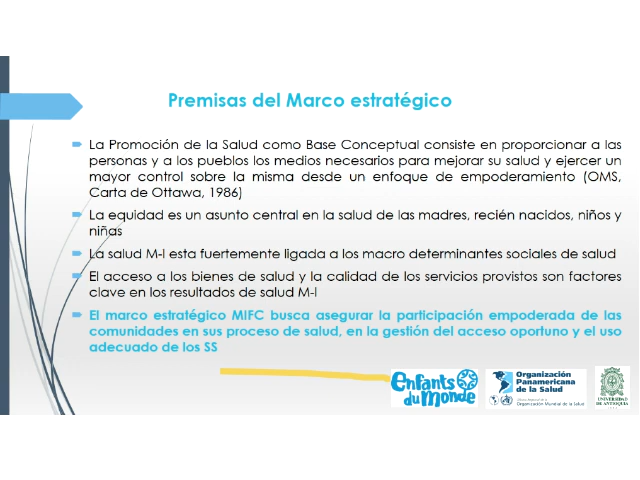 Premisas del Marco estratégico
La Promoción de la Salud como Base Conceptual consiste en proporcionar a las
personas y a los pueblos los medios necesarios para mejorar su salud y ejercer un
mayor control sobre la misma desde un enfoque de empoderamiento (OMS,
Carta de Ottawa, 1986)
La equidad es un asunto central en la salud de las madres, recién nacidos, niños y
niñas
La salud M-I esta fuertemente ligada a los macro determinantes sociales de salud
El acceso a los bienes de salud y la calidad de los servicios provistos son factores
clave en los resultados de salud M-I
El marco estratégico MIFC busca asegurar la participación empoderada de las
comunidades en sus proceso de salud, en la gestión del acceso oportuno y el uso
adecuado de los SS
enfants
du monde
Organización
Panamericana
de la Salud
Organización Mundial de la Salud
UNIVERSIDAD
DE ANTIOQUIA